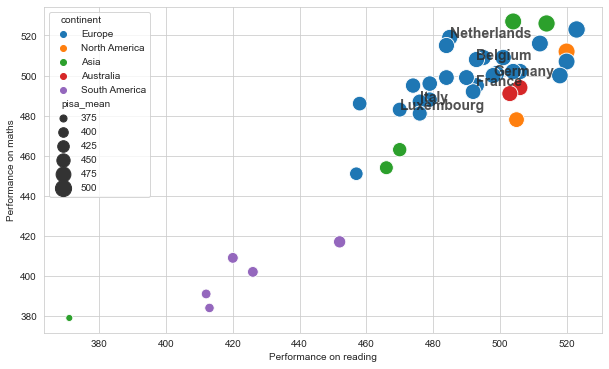 continent
Europe
North America
Asia
Australia
South America
pisa_mean
375
400
425
450
475
500
Netherlands
Belgium
Germany
France
Italy
Luxembourg
Performance on maths
520
500
480
460
440
420
400
380
380
400
420
440
460
480
500
520
Performance on reading